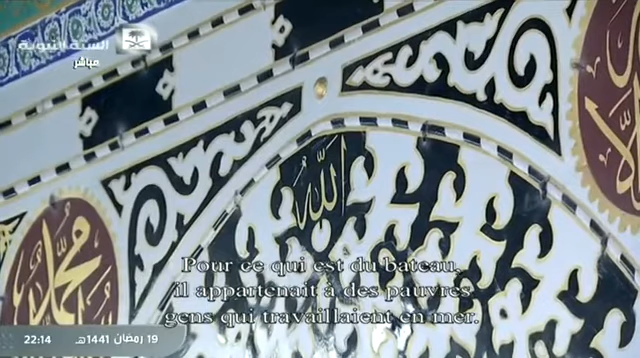 السنة النبوية
مباشر
الله
محمد
Pour ce qui est du bateau,
il appartenait à des pauvres
gens qui travaillaient en mer.
22:14 19 رمضان 1441هـ